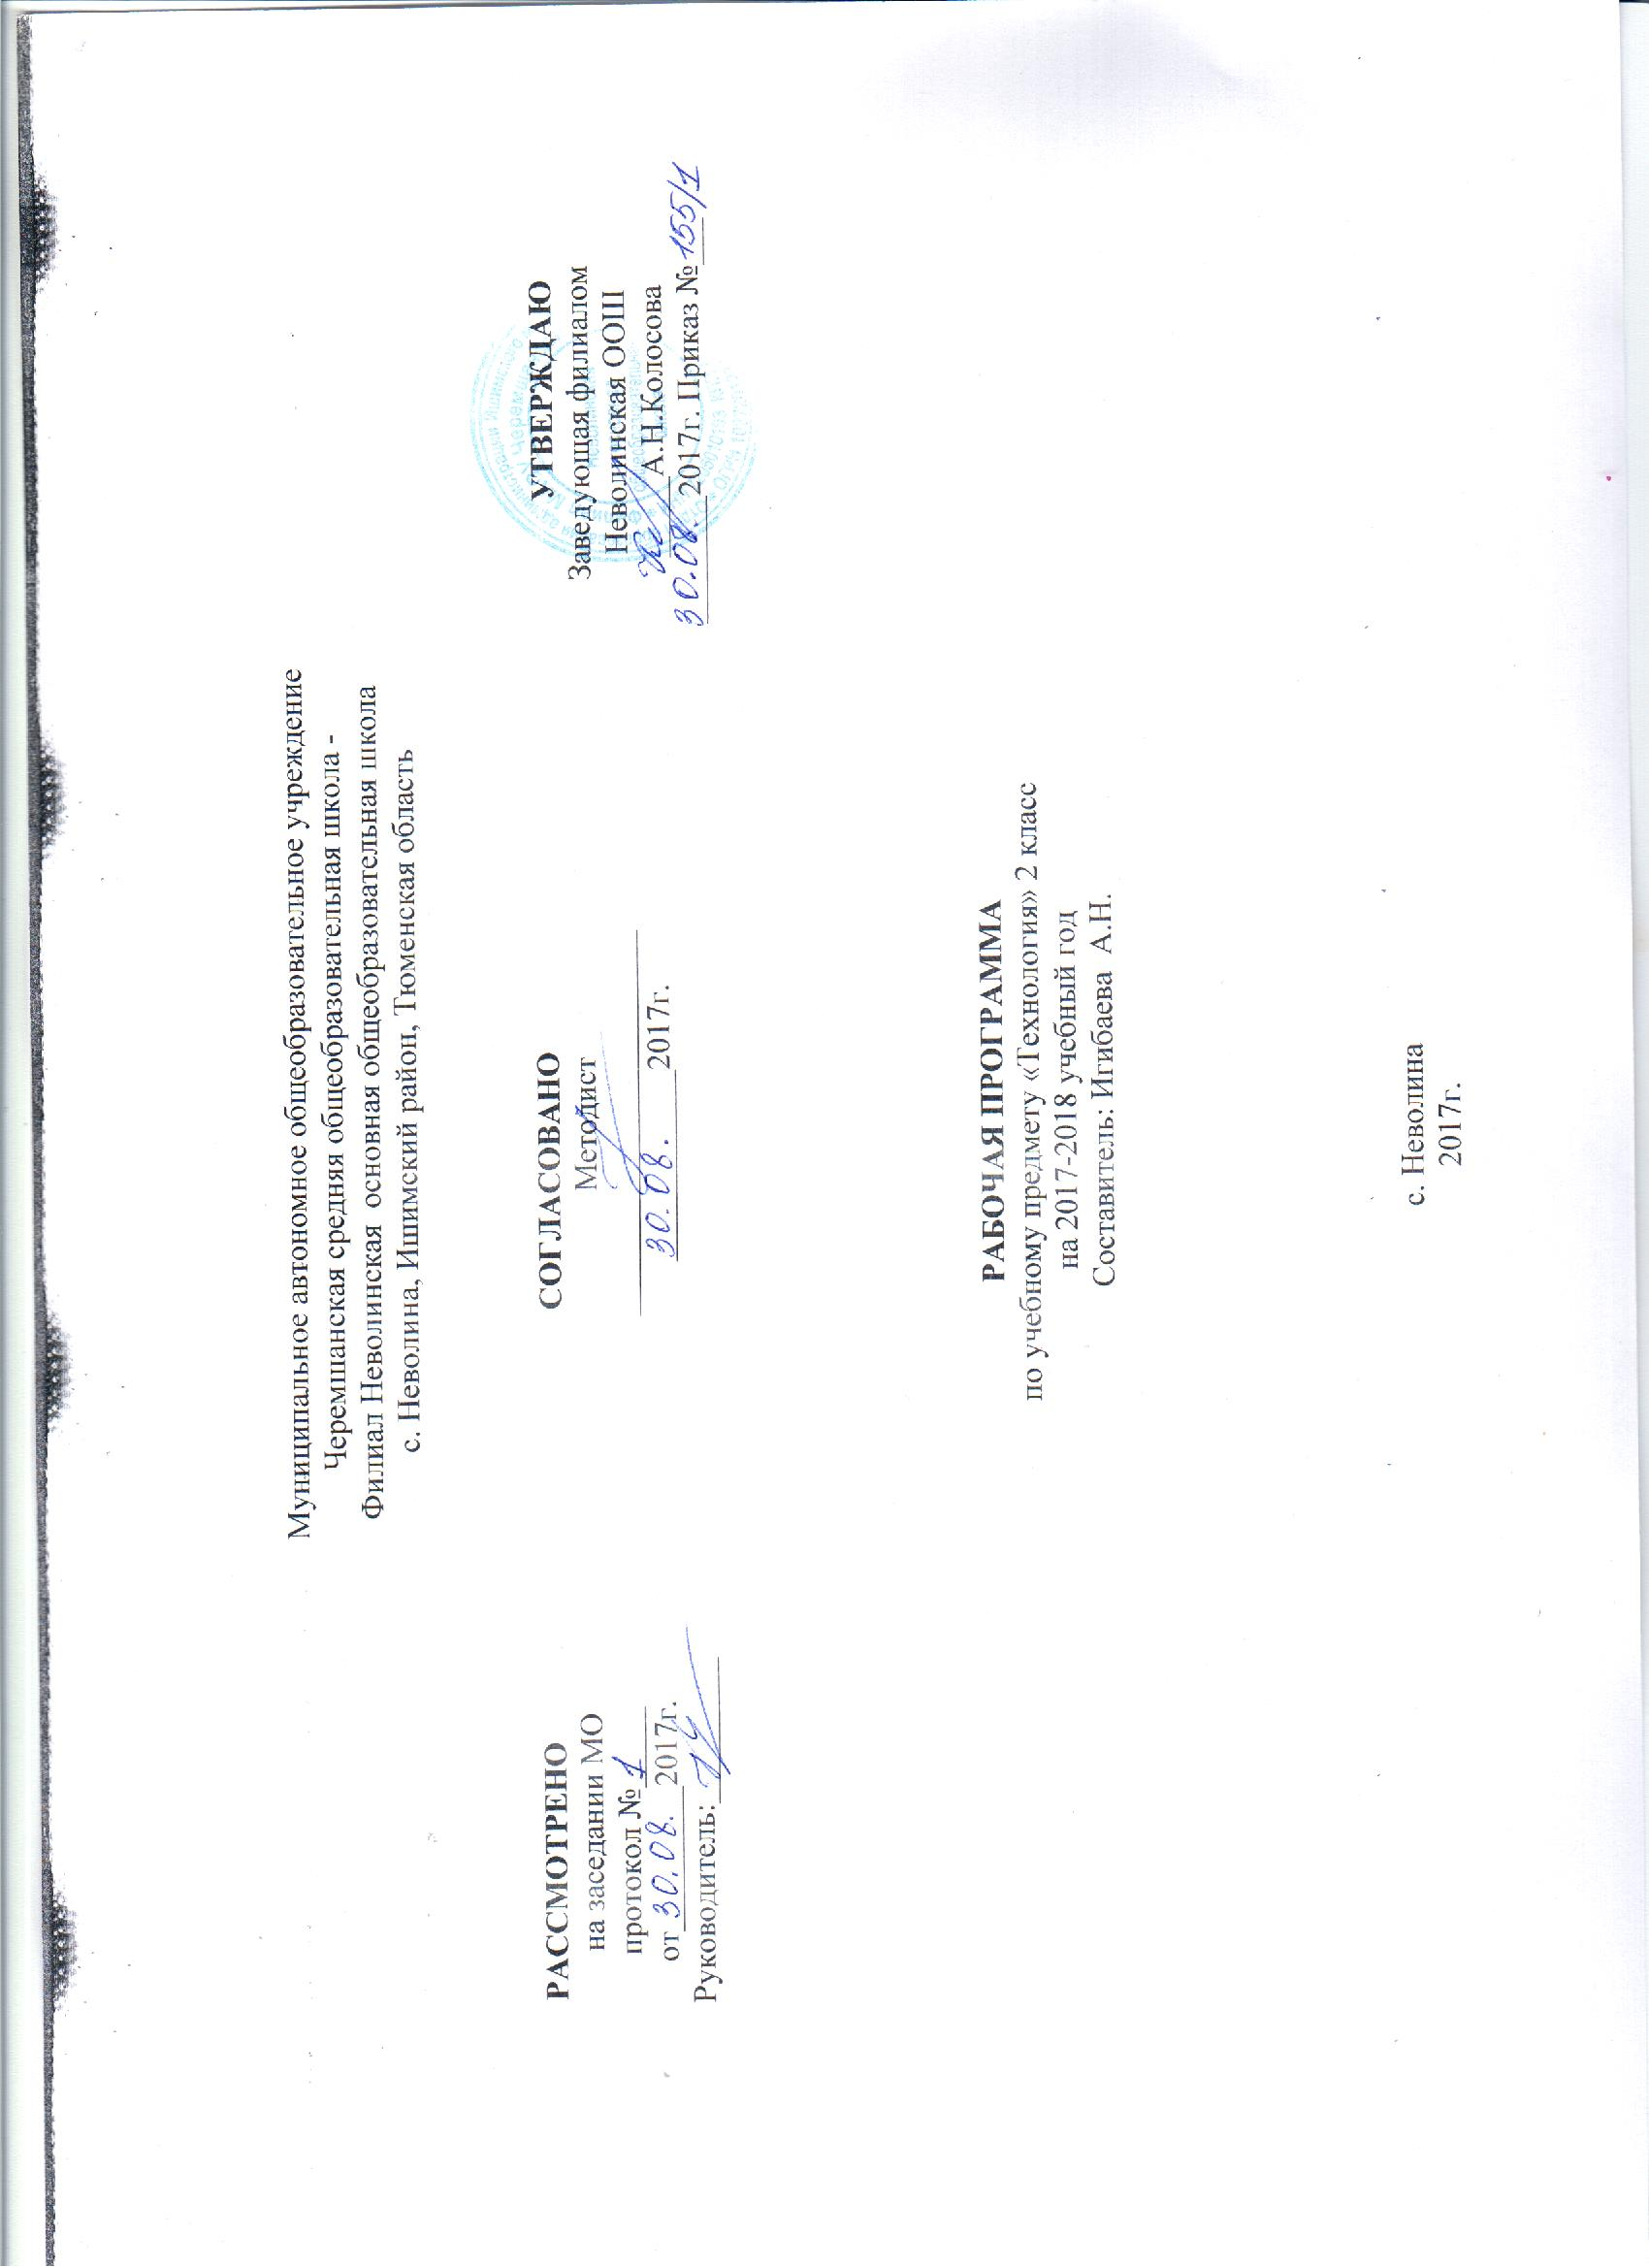 Муниципальное автономное общеобразовательное учреждение
Черемшанская средняя общеобразовательная школа -
Филиал Неволинская основная общеобразовательная школа
с. Неволина, Ишимский район, Тюменская область
РАССМОТРЕНО
на заседании МО
протокол № 1
от 30.08. 2017г.
Руководитель:
СОГЛАСОВАНО
Методист
30.08. 2017г.
УТВЕРЖДАЮ
Заведующая филиалом
Неволинская ООШ
А.Н.Колосова
30.08. 2017г. Приказ № 155/1
РАБОЧАЯ ПРОГРАММА
по учебному предмету «Технология» 2 класс
на 2017-2018 учебный год
Составитель: Игибаева А.Н.
с. Неволина
2017г.